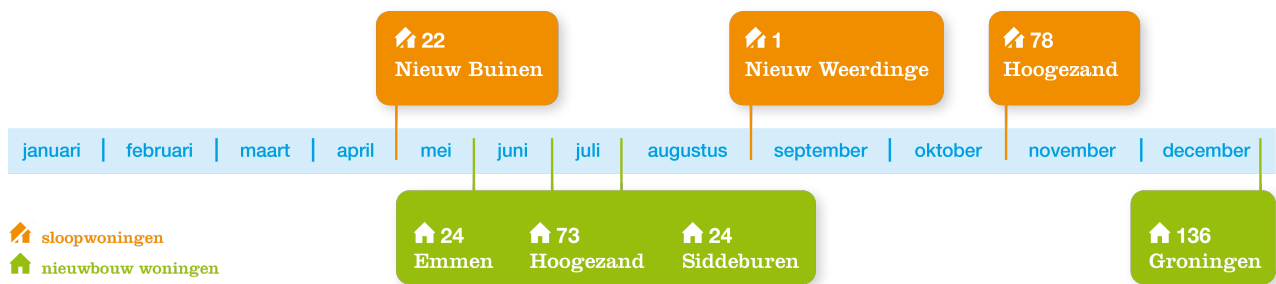 22
Nieuw Buinen
1
Nieuw Weerdinge
78
Hoogezand
januari februari maart april mei juni juli augustus september oktober november december
sloopwoningen
nieuwbouw woningen
24
Emmen
73
Hoogezand
24
Siddeburen
136
Groningen